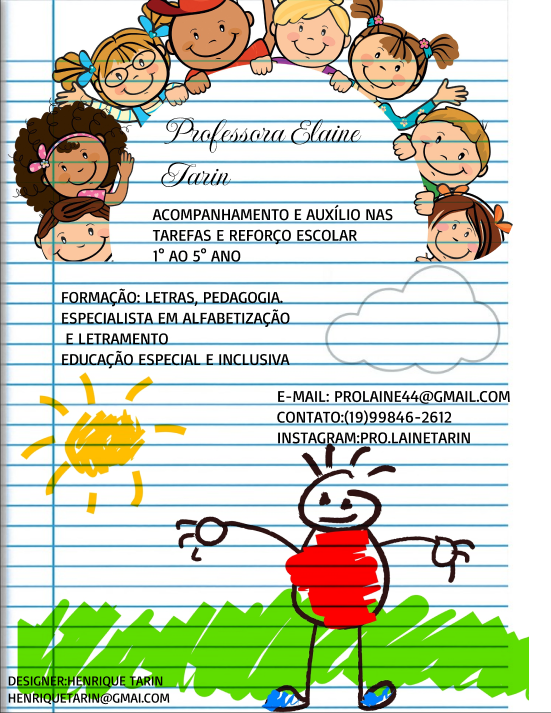 Professora Elaine
Tarin
ACOMPANHAMENTO E AUXÍLIO NAS
TAREFAS E REFORÇO ESCOLAR
1° AO 5° ANO
FORMAÇÃO: LETRAS, PEDAGOGIA.
ESPECIALISTA EM ALFABETIZAÇÃO
E LETRAMENTO
EDUCAÇÃO ESPECIAL E INCLUSIVA
E-MAIL: PROLAINE44@GMAIL.COM
CONTATO:(19)99846-2612
INSTAGRAM:PRO.LAINETARIN
DESIGNER:HENRIQUE TARIN
HENRIQUETARIN@GMAI.COM